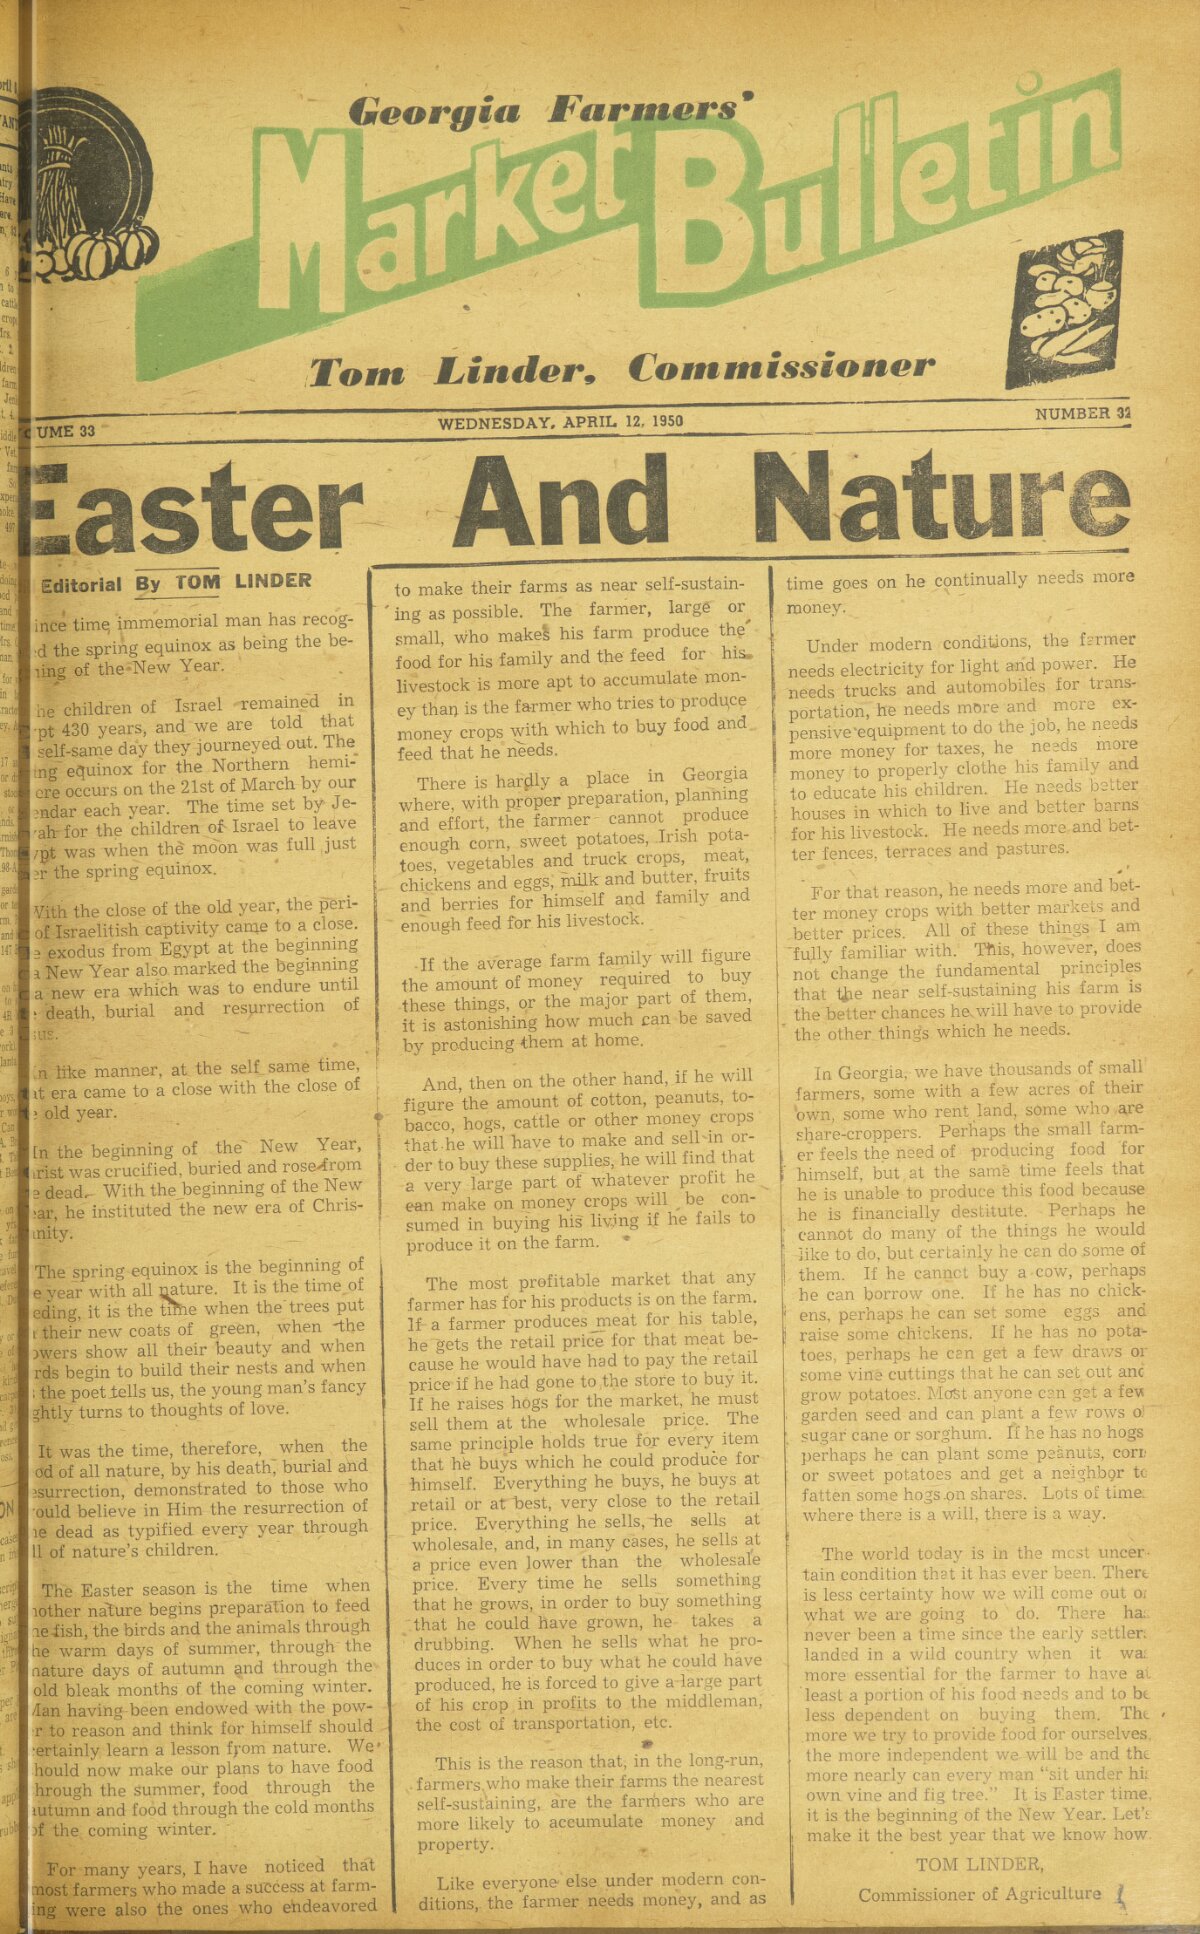 Georgia Farmers'
Market Bulletin
Tom Linder, Commissioner
UME 33
WEDNESDAY, APRIL 12, 1950
NUMBER 32
Easter And Nature
Editorial By TOM LINDER
ince time immemorial man has recog-
d the spring equinox as being the be-
ning of the New Year.
he children of Israel remained in
pt 430 years, and we are told that
self-same day they journeyed out. The
ing equinox for the Northern hemi-
ere occurs on the 21st of March by our
endar each year. The time set by Je-
vah for the children of Israel to leave
ypt was when the moon was full just
er the spring equinox.
With the close of the old year, the peri-
of Israelitish captivity came to a close.
e exodus from Egypt at the beginning
a New Year also marked the beginning
a new era which was to endure until
e death, burial and resurrection of
sus.
In like manner, at the self same time,
at era came to a close with the close of
e old year.
In the beginning of the New Year,
rist was crucified, buried and rose from
e dead. With the beginning of the New
ear, he instituted the new era of Chris-
anity.
The spring equinox is the beginning of
e year with all nature. It is the time of
eding, it is the time when the trees put
their new coats of green, when the
owers show all their beauty and when
rds begin to build their nests and when
s the poet tells us, the young man's fancy
ghtly turns to thoughts of love.
It was the time, therefore, when the
od of all nature, by his death, burial and
esurrection, demonstrated to those who
ould believe in Him the resurrection of
he dead as typified every year through
ll of nature's children.
The Easter season is the time when
nother nature begins preparation to feed
he fish, the birds and the animals through
he warm days of summer, through the
nature days of autumn and through the
old bleak months of the coming winter.
Man having been endowed with the pow-
r to reason and think for himself should
ertainly learn a lesson from nature. We
hould now make our plans to have food
hrough the summer, food through the
autumn and food through the cold months
of the coming winter.
For many years, I have noticed that
most farmers who made a success at farm-
ing were also the ones who endeavored
to make their farms as near self-sustain-
ing as possible. The farmer, large or
small, who makes his farm produce the
food for his family and the feed for his
livestock is more apt to accumulate mon-
ey than is the farmer who tries to produce
money crops with which to buy food and
feed that he needs.
There is hardly a place in Georgia
where, with proper preparation, planning
and effort, the farmer cannot produce
enough corn, sweet potatoes, Irish pota-
toes, vegetables and truck crops, meat,
chickens and eggs, milk and butter, fruits
and berries for himself and family and
enough feed for his livestock.
If the average farm family will figure
the amount of money required to buy
these things, or the major part of them,
it is astonishing how much can be saved
by producing them at home.
And, then on the other hand, if he will
figure the amount of cotton, peanuts, to-
bacco, hogs, cattle or other money crops
that he will have to make and sell in or-
der to buy these supplies, he will find that
a very large part of whatever profit he
can make on money crops will be con-
sumed in buying his living if he fails to
produce it on the farm.
The most profitable market that any
farmer has for his products is on the farm.
If a farmer produces meat for his table,
he gets the retail price for that meat be-
cause he would have had to pay the retail
price if he had gone to the store to buy it.
If he raises hogs for the market, he must
sell them at the wholesale price. The
same principle holds true for every item
that he buys which he could produce for
himself. Everything he buys, he buys at
retail or at best, very close to the retail
price. Everything he sells, he sells at
wholesale, and, in many cases, he sells at
a price even lower than the wholesale
price. Every time he sells something
that he grows, in order to buy something
that he could have grown, he takes a
drubbing. When he sells what he pro-
duces in order to buy what he could have
produced, he is forced to give a large part
of his crop in profits to the middleman,
the cost of transportation, etc.
This is the reason that, in the long-run,
farmers who make their farms the nearest
self-sustaining, are the farmers who are
more likely to accumulate money and
property.
Like everyone else under modern con-
ditions, the farmer needs money, and as
time goes on he continually needs more
money.
Under modern conditions, the farmer
needs electricity for light and power. He
needs trucks and automobiles for trans-
portation, he needs more and more ex-
pensive equipment to do the job, he needs
more money for taxes, he needs more
money to properly clothe his family and
to educate his children. He needs better
houses in which to live and better barns
for his livestock. He needs more and bet-
ter fences, terraces and pastures.
For that reason, he needs more and bet-
ter money crops with better markets and
better prices. All of these things I am
fully familiar with. This, however, does
not change the fundamental principles
that the near self-sustaining his farm is
the better chances he will have to provide
the other things which he needs.
In Georgia, we have thousands of small
farmers, some with a few acres of their
own, some who rent land, some who are
share-croppers. Perhaps the small farm-
er feels the need of producing food for
himself, but at the same time feels that
he is unable to produce this food because
he is financially destitute. Perhaps he
cannot do many of the things he would
like to do, but certainly he can do some of
them. If he cannot buy a cow, perhaps
he can borrow one. If he has no chick-
ens, perhaps he can set some eggs and
raise some chickens. If he has no pota-
toes, perhaps he can get a few draws or
some vine cuttings that he can set out and
grow potatoes. Most anyone can get a few
garden seed and can plant a few rows o
sugar cane or sorghum. If he has no hogs
perhaps he can plant some peanuts, corn
or sweet potatoes and get a neighbor to
fatten some hogs on shares. Lots of time
where there is a will, there is a way.
The world today is in the most uncer-
tain condition that it has ever been. There
is less certainty how we will come out or
what we are going to do. There has
never been a time since the early settlers
landed in a wild country when it was
more essential for the farmer to have at
least a portion of his food needs and to be
less dependent on buying them. The
more we try to provide food for ourselves,
the more independent we will be and the
more nearly can every man "sit under his
own vine and fig tree." It is Easter time,
it is the beginning of the New Year. Let's
make it the best year that we know how.
TOM LINDER,
Commissioner of Agriculture